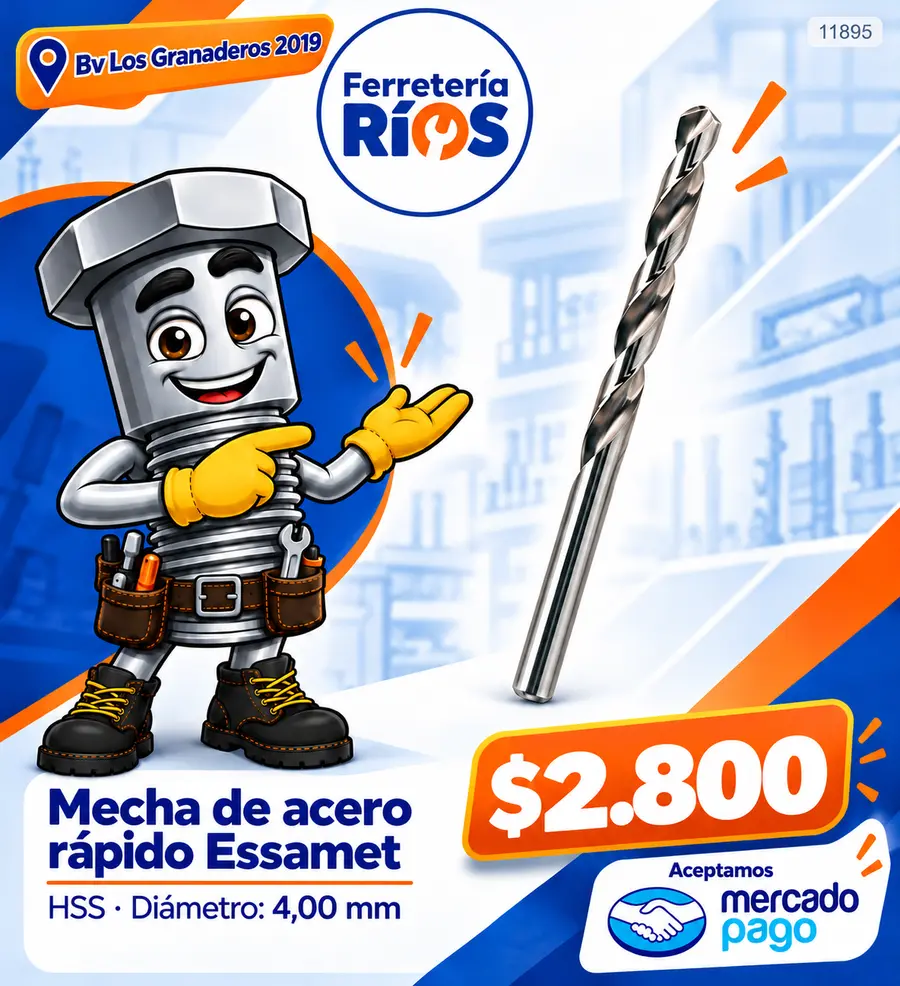 Bv Los Granaderos 2019
Ferretería
RÍOS
11895
$2.800
Mecha de acero
rápido Essamet
HSS · Diámetro: 4,00 mm
Aceptamos
mercado
pago